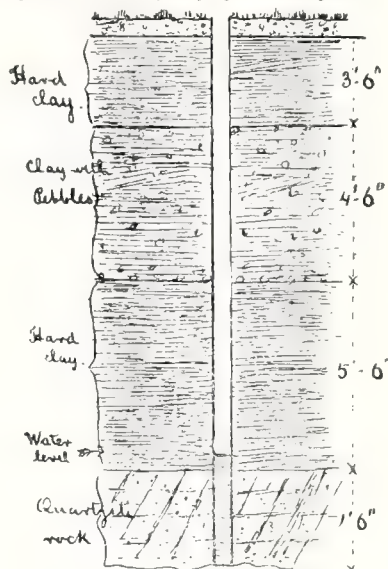 Hard
clay.
3' 6"
Clay with
Pebbles
4' 6"
Hard
clay.
5' - 6"
Water
level
Quartzite
rock
1' 6"